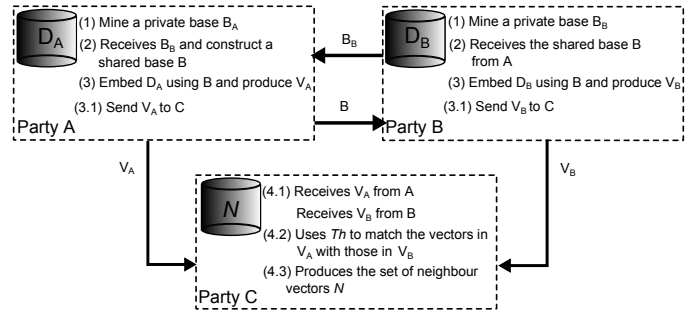 D_A
(1) Mine a private base B_A
(2) Receives B_B and construct a
shared base B
(3) Embed D_A using B and produce V_A
(3.1) Send V_A to C
Party A
B_B
B
D_B
(1) Mine a private base B_B
(2) Receives the shared base B
from A
(3) Embed D_B using B and produce V_B
(3.1) Send V_B to C
Party B
V_A
V_B
N
(4.1) Receives V_A from A
Receives V_B from B
(4.2) Uses Th to match the vectors in
V_A with those in V_B
(4.3) Produces the set of neighbour
vectors N
Party C